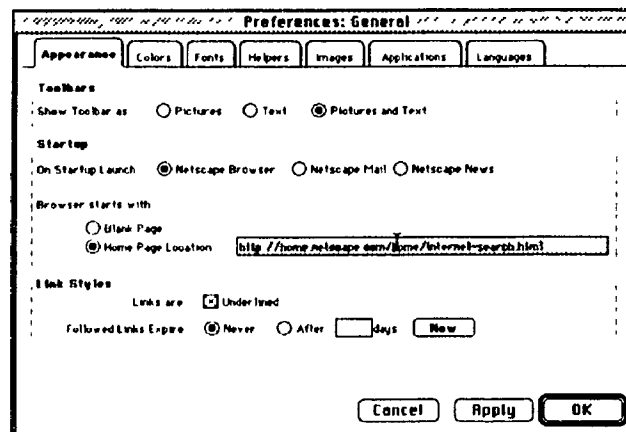 Preferences: General
Appearance Colors Fonts Helpers Images Applications Languages
Toolbars
Show Toolbar as Pictures Text Pictures and Text
Startup
On Startup Launch Netscape Browser Netscape Mail Netscape News
Browser starts with
Blank Page
Home Page Location http://home.netscape.com/home/internet-search.html
Link Styles
Links are Underlined
Followed Links Expire Never After days Now
Cancel Apply OK